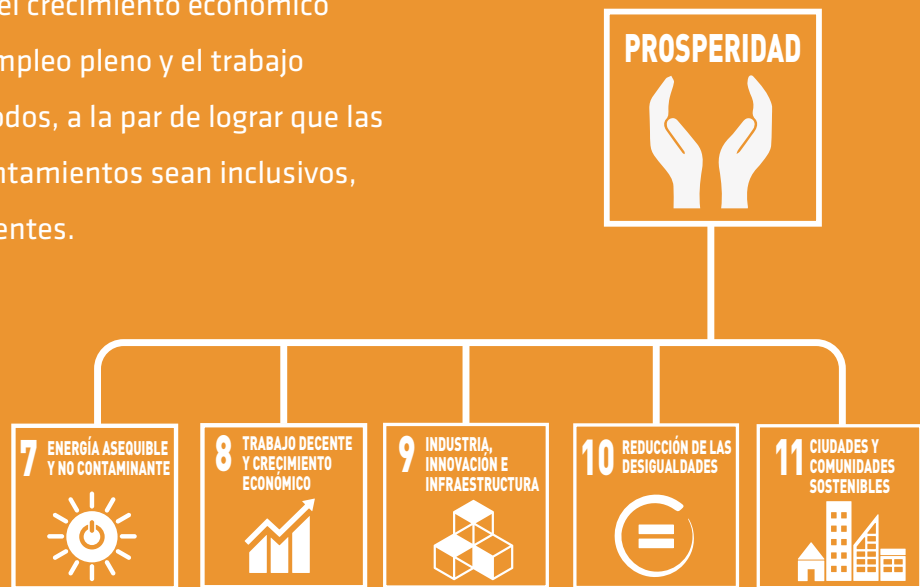 el crecimiento económico
mpleo pleno y el trabajo
odos, a la par de lograr que las
ntamientos sean inclusivos,
entes.
PROSPERIDAD
7 ENERGÍA ASEQUIBLE
Y NO CONTAMINANTE
8 TRABAJO DECENTE
Y CRECIMIENTO
ECONÓMICO
9 INDUSTRIA,
INNOVACIÓN E
INFRAESTRUCTURA
10 REDUCCIÓN DE LAS
DESIGUALDADES
11 CIUDADES Y
COMUNIDADES
SOSTENIBLES